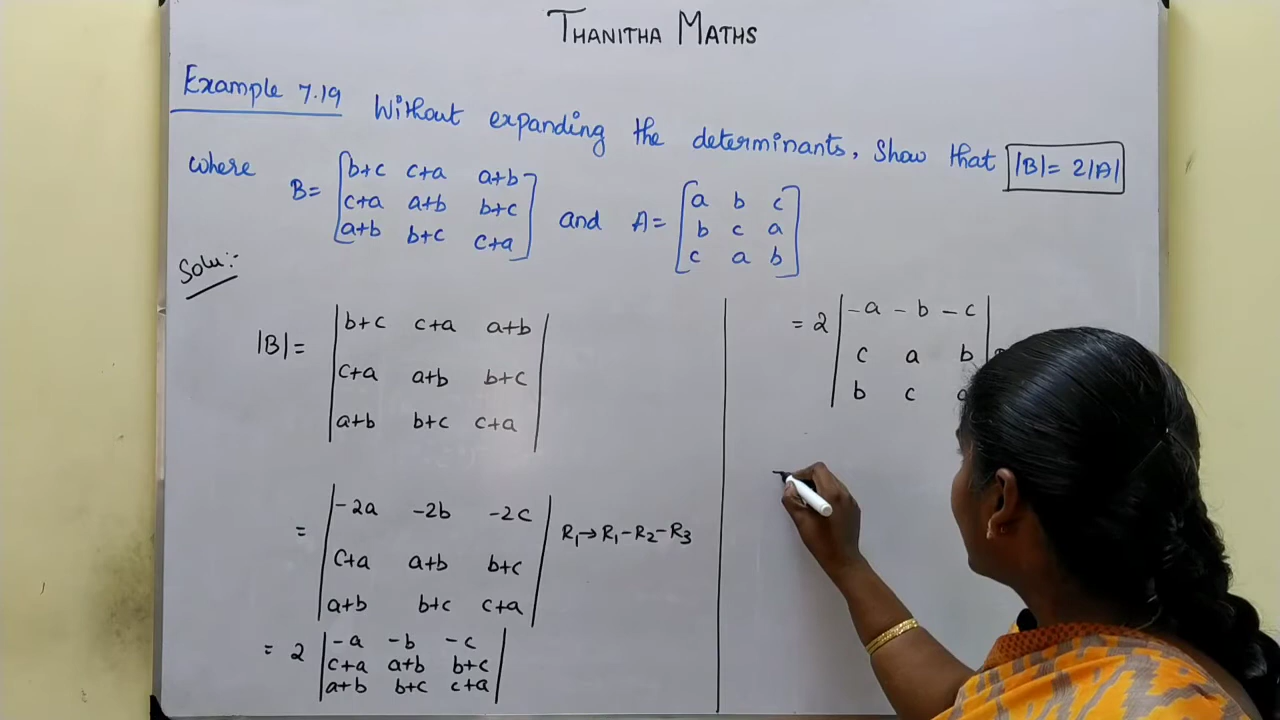 THANITHA MATHS
Example 7.19 Without expanding the determinants, Show that |B| = 2|A|
where B = [b+c c+a a+b
c+a a+b b+c
a+b b+c c+a] and A = [a b c
b c a
c a b]
Solu:-
|B| = |b+c c+a a+b
c+a a+b b+c
a+b b+c c+a|
= |-2a -2b -2c
c+a a+b b+c
a+b b+c c+a| R₁→R₁-R₂-R₃
= 2 |-a -b -c
c+a a+b b+c
a+b b+c c+a|
= 2 |-a -b -c|
c a b
b c